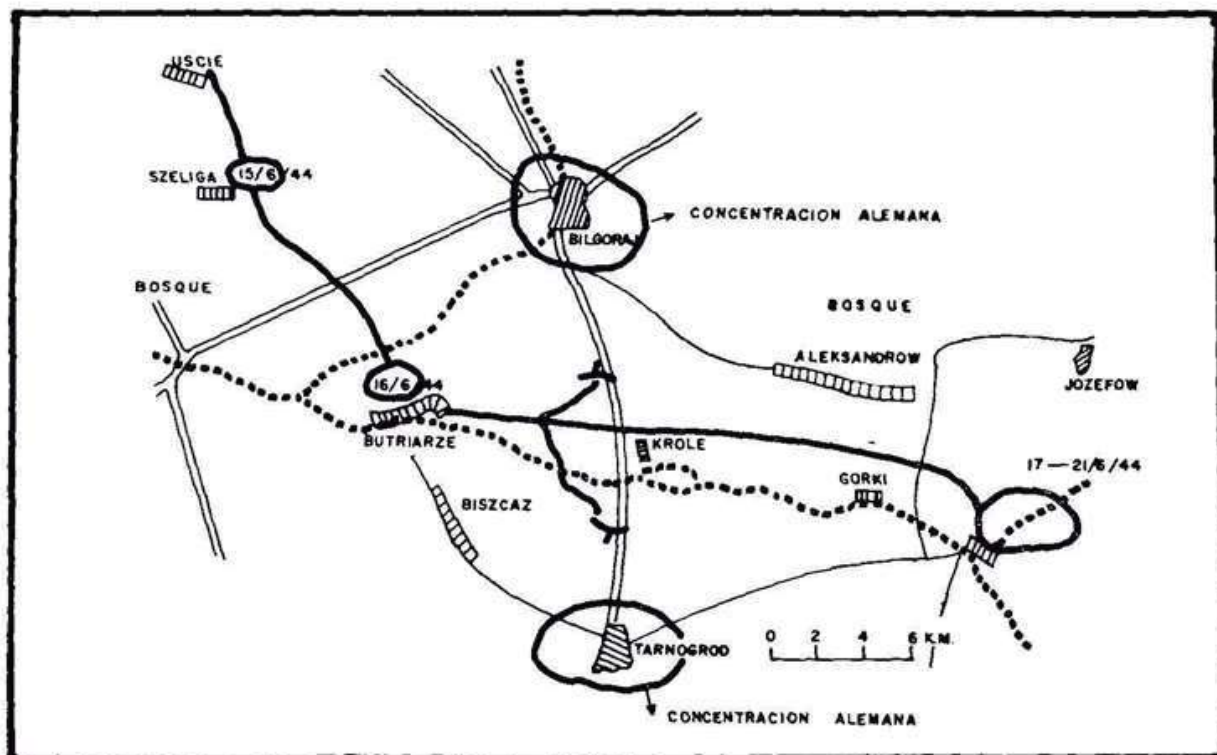 USCIE
SZELIGA
15/6/44
CONCENTRACION ALEMANA
BILGORAJ
BOSQUE
BOSQUE
ALEKSANDROW
JOZEFOW
16/6/44
BUTRIARZE
KROLE
17 — 21/6/44
GORKI
BISZCAZ
0 2 4 6 K.M.
TARNOGROD
CONCENTRACION ALEMANA